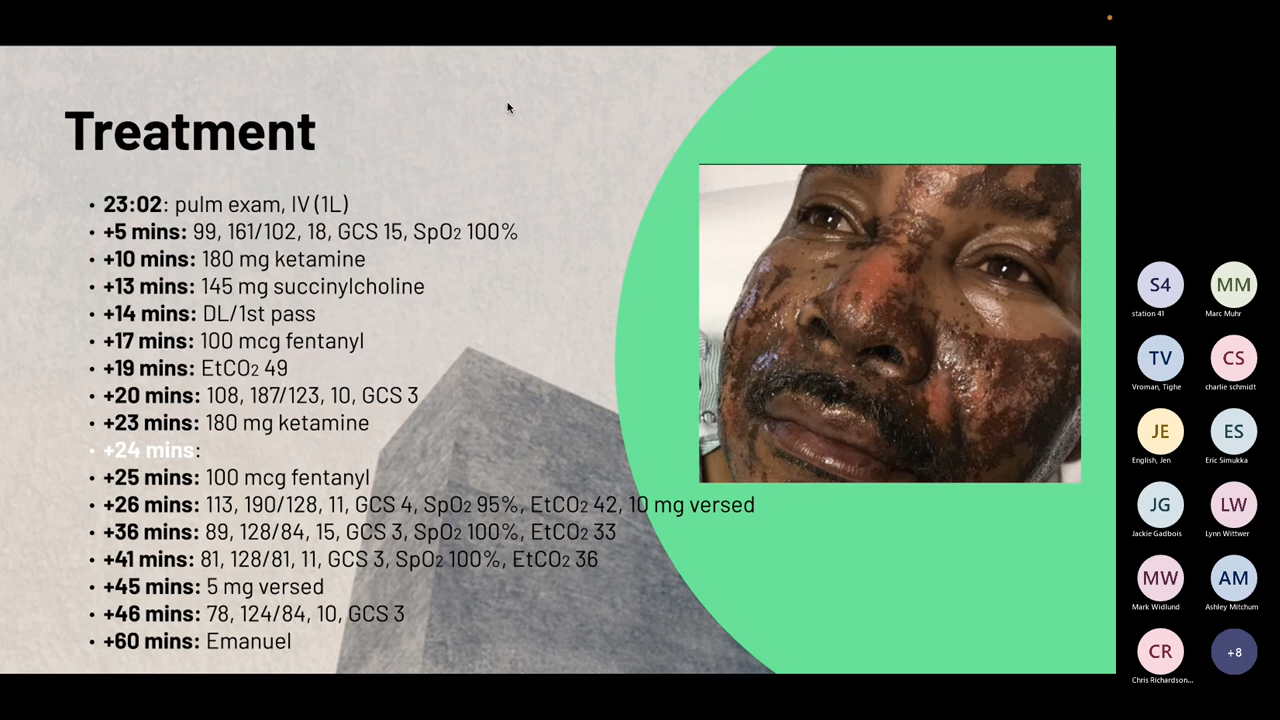 Treatment
• 23:02: pulm exam, IV (1L)
• +5 mins: 99, 161/102, 18, GCS 15, SpO2 100%
• +10 mins: 180 mg ketamine
• +13 mins: 145 mg succinylcholine
• +14 mins: DL/1st pass
• +17 mins: 100 mcg fentanyl
• +19 mins: EtCO2 49
• +20 mins: 108, 187/123, 10, GCS 3
• +23 mins: 180 mg ketamine
• +24 mins:
• +25 mins: 100 mcg fentanyl
• +26 mins: 113, 190/128, 11, GCS 4, SpO2 95%, EtCO2 42, 10 mg versed
• +36 mins: 89, 128/84, 15, GCS 3, SpO2 100%, EtCO2 33
• +41 mins: 81, 128/81, 11, GCS 3, SpO2 100%, EtCO2 36
• +45 mins: 5 mg versed
• +46 mins: 78, 124/84, 10, GCS 3
• +60 mins: Emanuel
S4
station 41
MM
Marc Muhr
TV
Vroman, Tighe
CS
charlie schmidt
JE
English, Jen
ES
Eric Simukka
JG
Jackie Gadbois
LW
Lynn Wittwer
MW
Mark Widlund
AM
Ashley Mitchum
CR
Chris Richardson...
+8